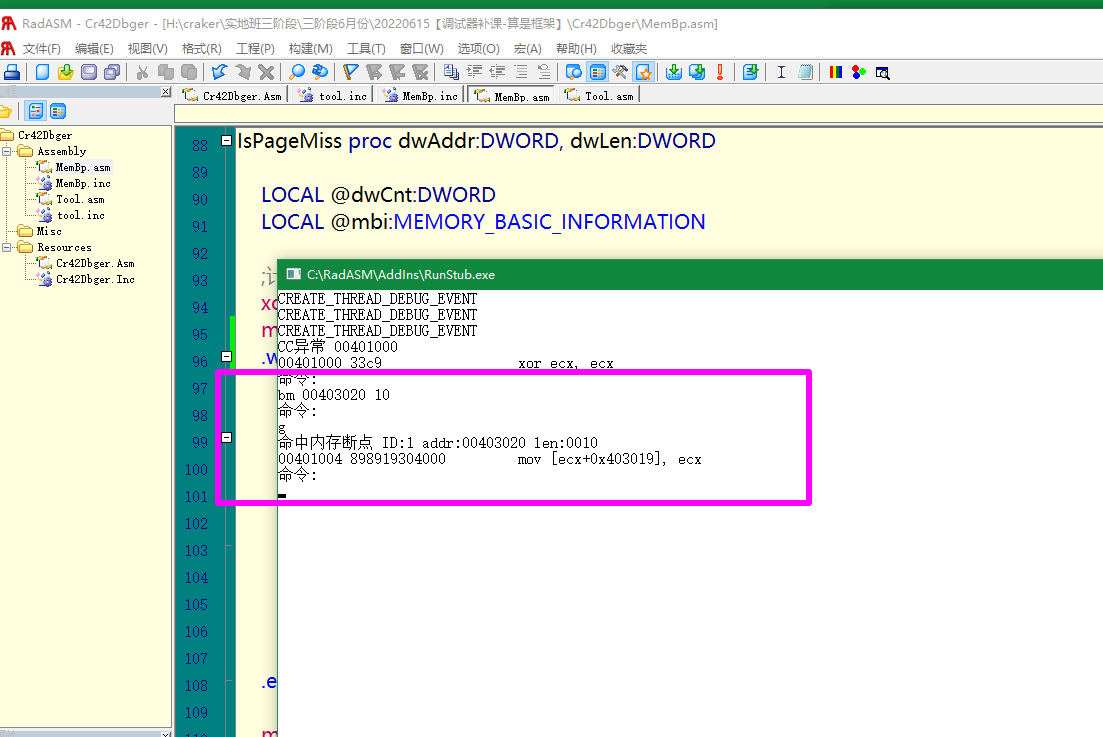 RadASM - Cr42Dbger - [H:\craker\实地班三阶段\三阶段6月份\20220615【调试器补课-算是框架】\Cr42Dbger\MemBp.asm]
文件(F) 编辑(E) 视图(V) 格式(R) 工程(P) 构建(M) 工具(T) 窗口(W) 选项(O) 宏(A) 帮助(H) 收藏夹
Cr42Dbger.Asm tool.inc MemBp.inc MemBp.asm Tool.asm
Cr42Dbger
Assembly
MemBp.asm
MemBp.inc
Tool.asm
tool.inc
Misc
Resources
Cr42Dbger.Asm
Cr42Dbger.Inc
88 IsPageMiss proc dwAddr:DWORD, dwLen:DWORD
89
90 LOCAL @dwCnt:DWORD
91 LOCAL @mbi:MEMORY_BASIC_INFORMATION
92
93
94 xo
95 m
96 .w
97
98
99
100
101
102
103
104
105
106
107
108 .e
109
110 m
C:\RadASM\AddIns\RunStub.exe
CREATE_THREAD_DEBUG_EVENT
CREATE_THREAD_DEBUG_EVENT
CREATE_THREAD_DEBUG_EVENT
CC异常 00401000
00401000 33c9 xor ecx, ecx
命令:
bm 00403020 10
命令:
g
命中内存断点 ID:1 addr:00403020 len:0010
00401004 898919304000 mov [ecx+0x403019], ecx
命令: